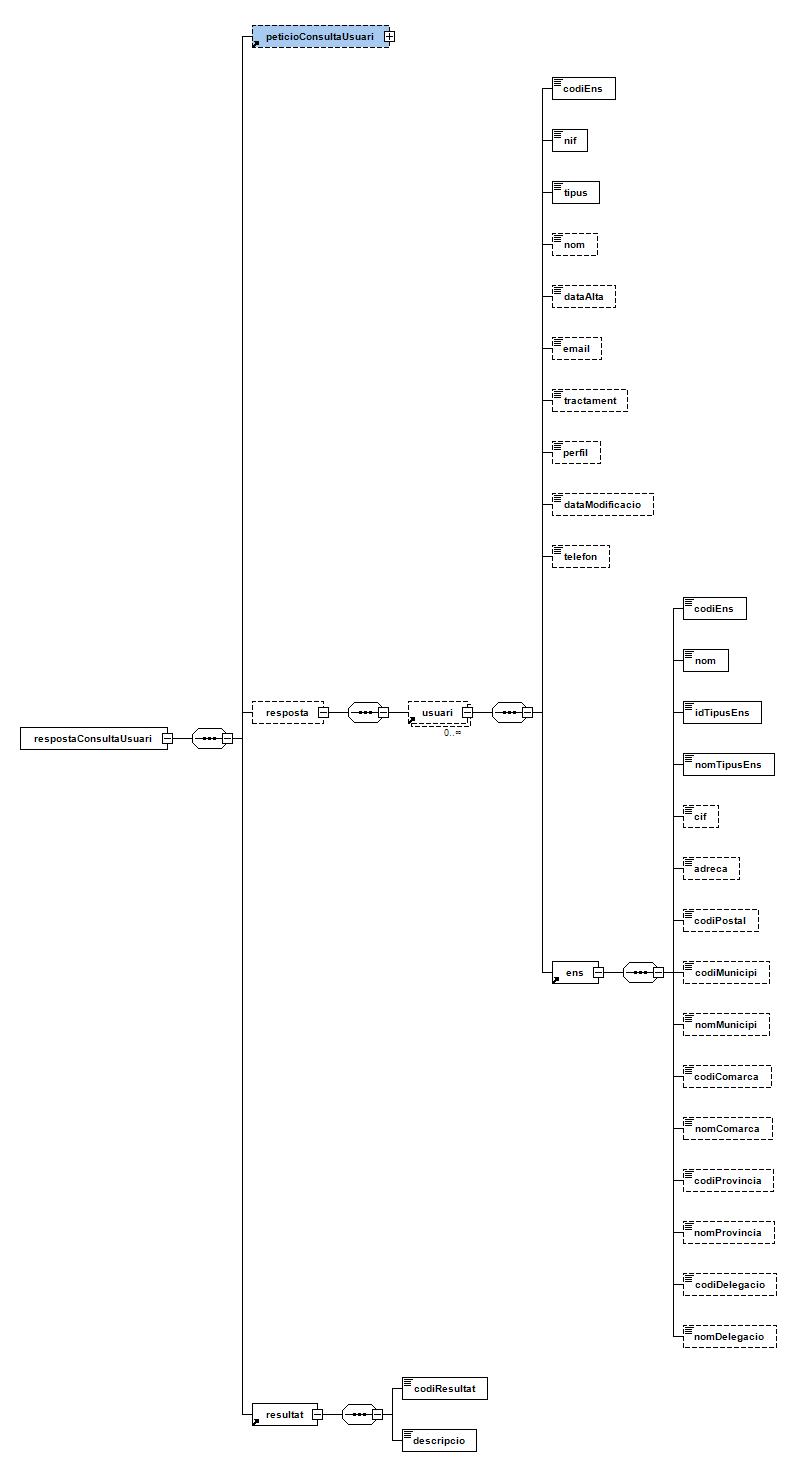 peticioConsultaUsuari
codiEns
nif
tipus
nom
dataAlta
email
tractament
perfil
dataModificacio
telefon
codiEns
nom
resposta
usuari
idTipusEns
0..∞
respostaConsultaUsuari
nomTipusEns
cif
adreca
codiPostal
ens
codiMunicipi
nomMunicipi
codiComarca
nomComarca
codiProvincia
nomProvincia
codiDelegacio
nomDelegacio
codiResultat
resultat
descripcio